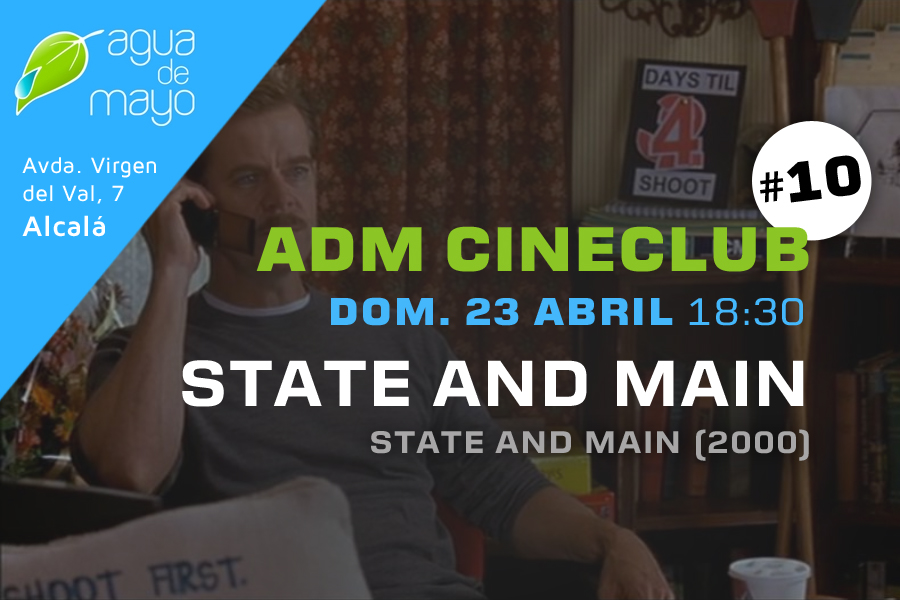 agua
de
mayo
Avda. Virgen
del Val, 7
Alcalá
DAYS TIL
4
SHOOT
#10
ADM CINECLUB
DOM. 23 ABRIL 18:30
STATE AND MAIN
STATE AND MAIN (2000)
SHOOT FIRST.